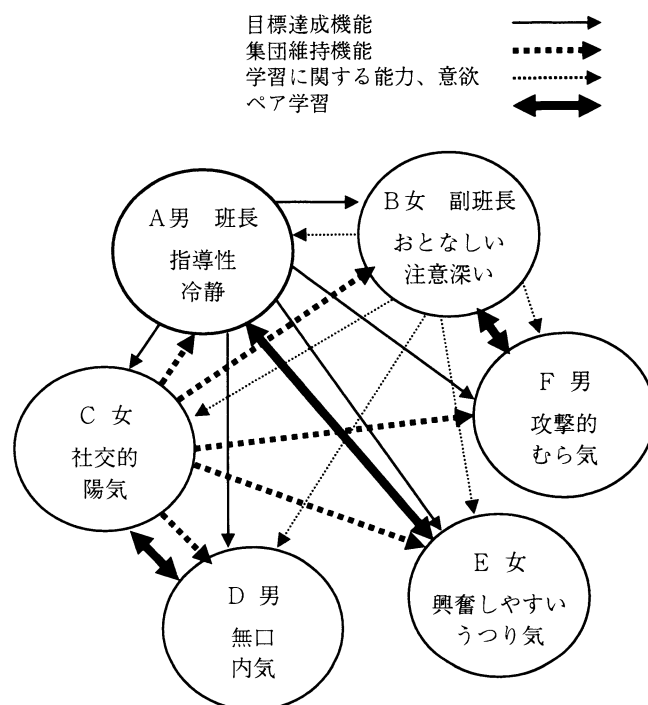 目標達成機能
集団維持機能
学習に関する能力、意欲
ペア学習
A男 班長
指導性
冷静
B女 副班長
おとなしい
注意深い
C 女
社交的
陽気
F 男
攻撃的
むら気
D 男
無口
内気
E 女
興奮しやすい
うつり気